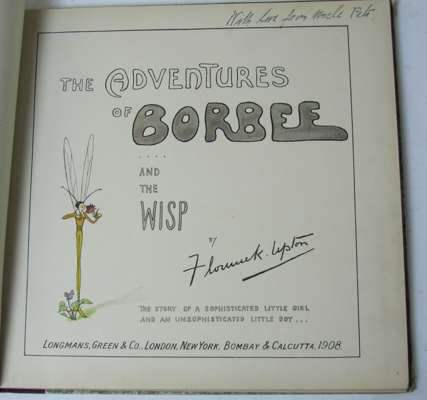 With love from Uncle Pete.
THE ADVENTURES
OF BORBEE
....
AND
THE
WISP
BY
Florence K. Upton
THE STORY OF A SOPHISTICATED LITTLE GIRL
AND AN UNSOPHISTICATED LITTLE BOY...
LONGMANS, GREEN & CO. LONDON, NEW YORK, BOMBAY & CALCUTTA, 1908.